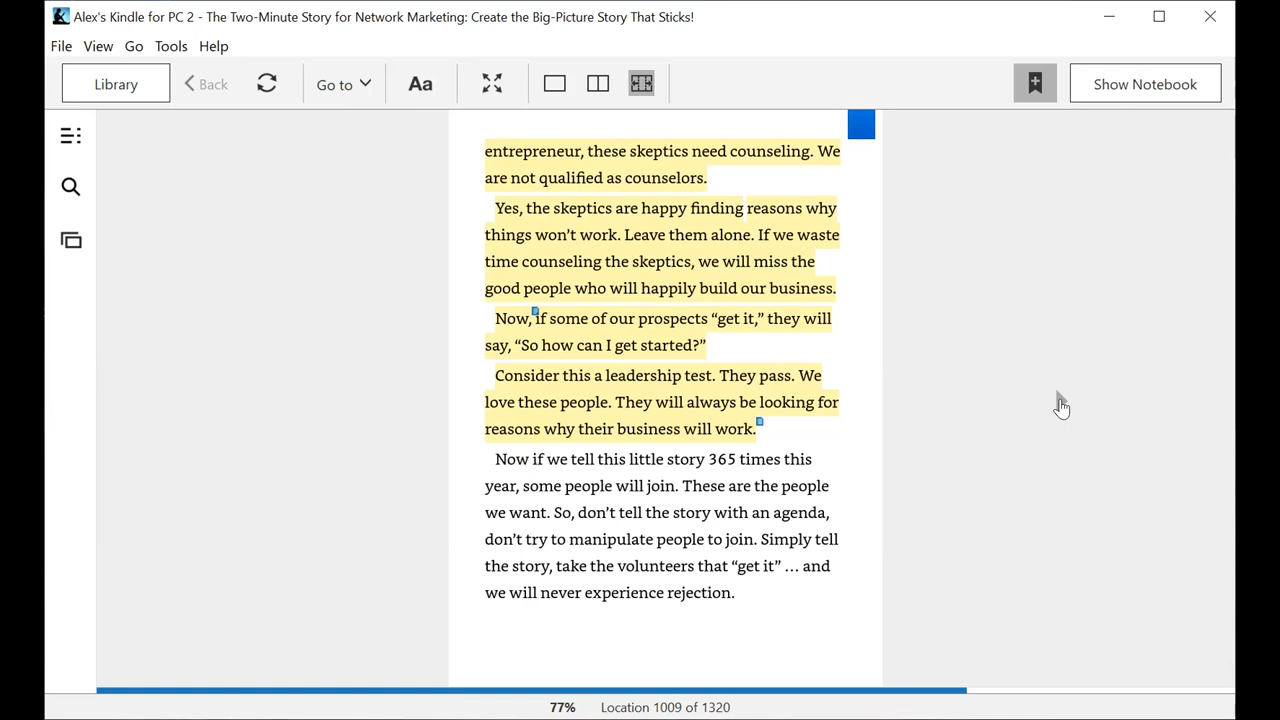 Alex's Kindle for PC 2 - The Two-Minute Story for Network Marketing: Create the Big-Picture Story That Sticks!
File View Go Tools Help
Library Back Go to Aa Show Notebook
entrepreneur, these skeptics need counseling. We
are not qualified as counselors.
Yes, the skeptics are happy finding reasons why
things won’t work. Leave them alone. If we waste
time counseling the skeptics, we will miss the
good people who will happily build our business.
Now, if some of our prospects “get it,” they will
say, “So how can I get started?”
Consider this a leadership test. They pass. We
love these people. They will always be looking for
reasons why their business will work.
Now if we tell this little story 365 times this
year, some people will join. These are the people
we want. So, don’t tell the story with an agenda,
don’t try to manipulate people to join. Simply tell
the story, take the volunteers that “get it” … and
we will never experience rejection.
77% Location 1009 of 1320